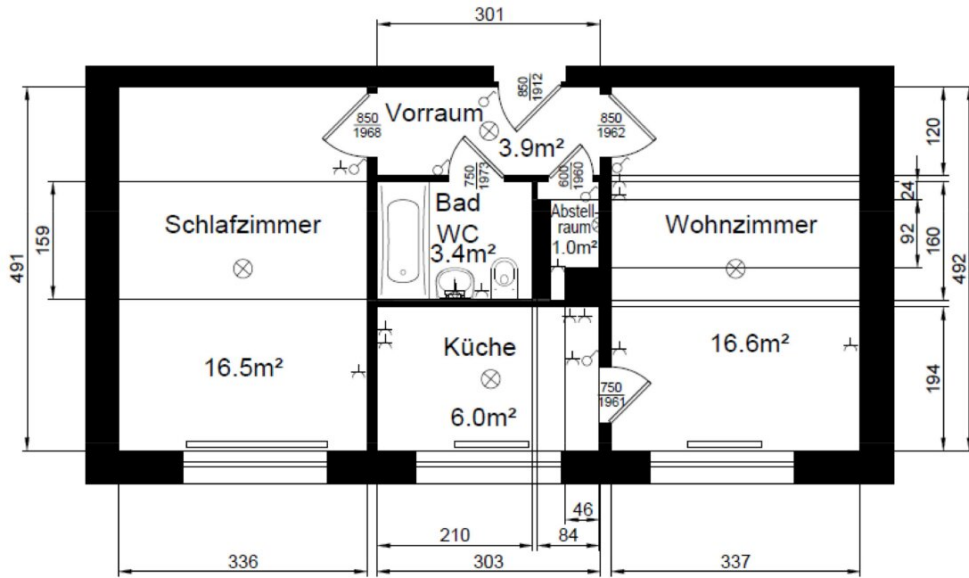 301
850
1912
Vorraum
850
1968
850
1962
3.9m²
750
1973
600
1960
120
24
Bad
WC
3.4m²
Abstell-
raum
1.0m²
Schlafzimmer
Wohnzimmer
159
491
92
160
492
Küche
16.5m²
16.6m²
6.0m²
750
1961
194
46
210
84
336
303
337